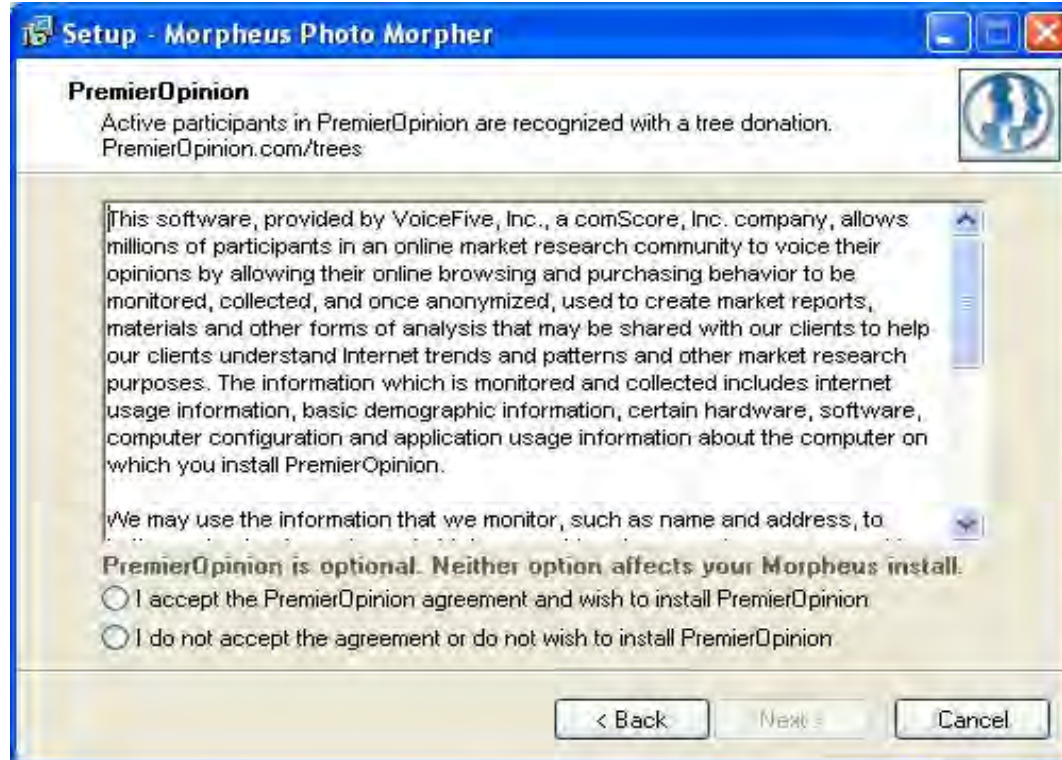 Setup - Morpheus Photo Morpher
PremierOpinion
Active participants in PremierOpinion are recognized with a tree donation.
PremierOpinion.com/trees
This software, provided by VoiceFive, Inc., a comScore, Inc. company, allows
millions of participants in an online market research community to voice their
opinions by allowing their online browsing and purchasing behavior to be
monitored, collected, and once anonymized, used to create market reports,
materials and other forms of analysis that may be shared with our clients to help
our clients understand Internet trends and patterns and other market research
purposes. The information which is monitored and collected includes internet
usage information, basic demographic information, certain hardware, software,
computer configuration and application usage information about the computer on
which you install PremierOpinion.
We may use the information that we monitor, such as name and address, to
PremierOpinion is optional. Neither option affects your Morpheus install.
I accept the PremierOpinion agreement and wish to install PremierOpinion
I do not accept the agreement or do not wish to install PremierOpinion
< Back
Next >
Cancel